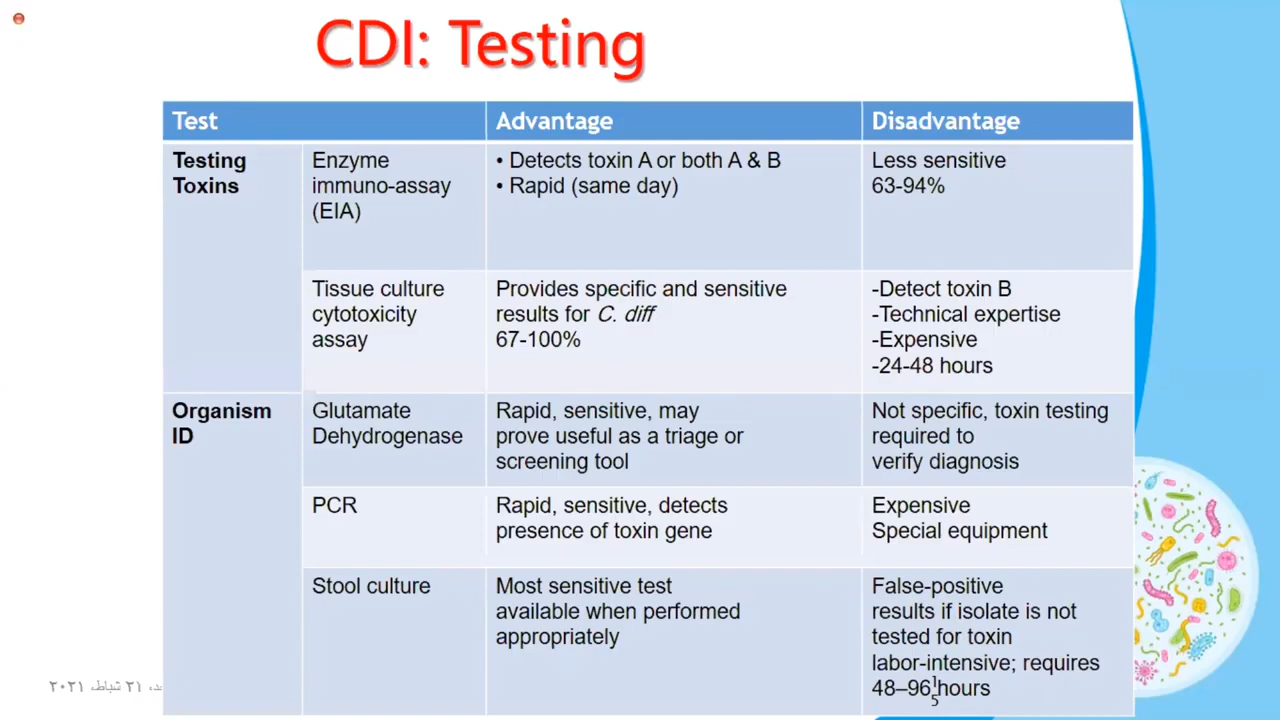 CDI: Testing
Test Advantage Disadvantage
Testing
Toxins
Enzyme
immuno-assay
(EIA)
• Detects toxin A or both A & B
• Rapid (same day)
Less sensitive
63-94%
Tissue culture
cytotoxicity
assay
Provides specific and sensitive
results for C. diff
67-100%
-Detect toxin B
-Technical expertise
-Expensive
-24-48 hours
Organism
ID
Glutamate
Dehydrogenase
Rapid, sensitive, may
prove useful as a triage or
screening tool
Not specific, toxin testing
required to
verify diagnosis
PCR
Rapid, sensitive, detects
presence of toxin gene
Expensive
Special equipment
Stool culture
Most sensitive test
available when performed
appropriately
False-positive
results if isolate is not
tested for toxin
labor-intensive; requires
48–96 hours
1
5
٢١ شباط، ٢٠٢١